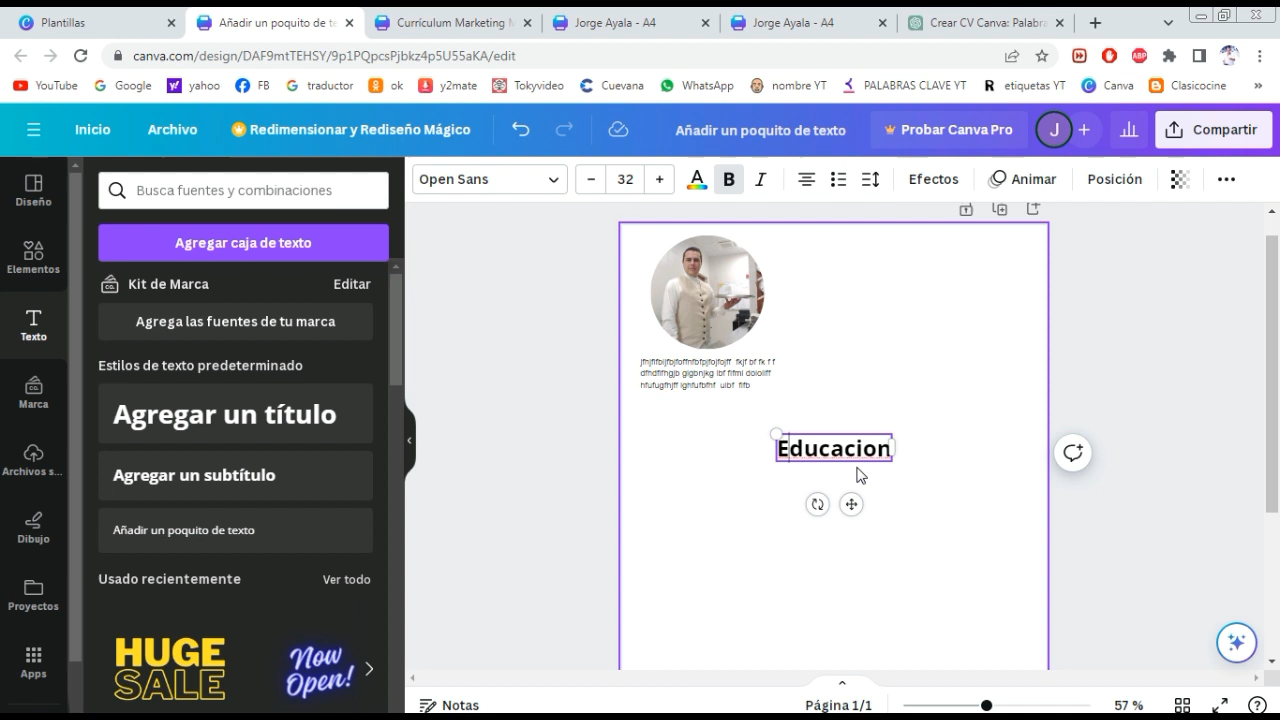 Plantillas
Añadir un poquito de te
Currículum Marketing M
Jorge Ayala - A4
Jorge Ayala - A4
Crear CV Canva: Palabra
canva.com/design/DAF9mtTEHSY/9p1PQpcsPjbkz4p5U55aKA/edit
YouTube
Google
yahoo
FB
traductor
ok
y2mate
Tokyvideo
Cuevana
WhatsApp
nombre YT
PALABRAS CLAVE YT
etiquetas YT
Canva
Clasicocine
Inicio
Archivo
Redimensionar y Rediseño Mágico
Añadir un poquito de texto
Probar Canva Pro
J
Compartir
Open Sans
32
A
B
I
Efectos
Animar
Posición
Diseño
Elementos
Texto
Marca
Archivos s...
Dibujo
Proyectos
Apps
Busca fuentes y combinaciones
Agregar caja de texto
Kit de Marca
Editar
Agrega las fuentes de tu marca
Estilos de texto predeterminado
Agregar un título
Agregar un subtítulo
Añadir un poquito de texto
Usado recientemente
Ver todo
HUGE
SALE
Now
Open!
Educacion
Notas
Página 1/1
57 %